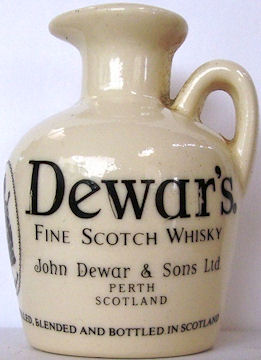 Dewar's®
FINE SCOTCH WHISKY
John Dewar & Sons Ltd
PERTH
SCOTLAND
BLENDED AND BOTTLED IN SCOTLAND